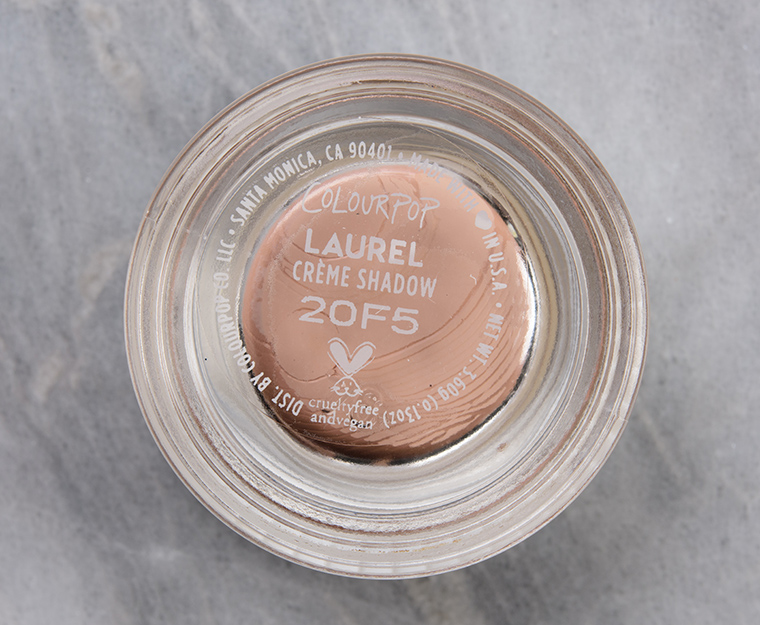 COLOURPOP
LAUREL
CRÈME SHADOW
20F5
crueltyfree
andvegan
DIST. BY COLOURPOP CO. LLC • SANTA MONICA, CA 90401 • MADE IN U.S.A. • NET WT. 3.60g (0.13oz)